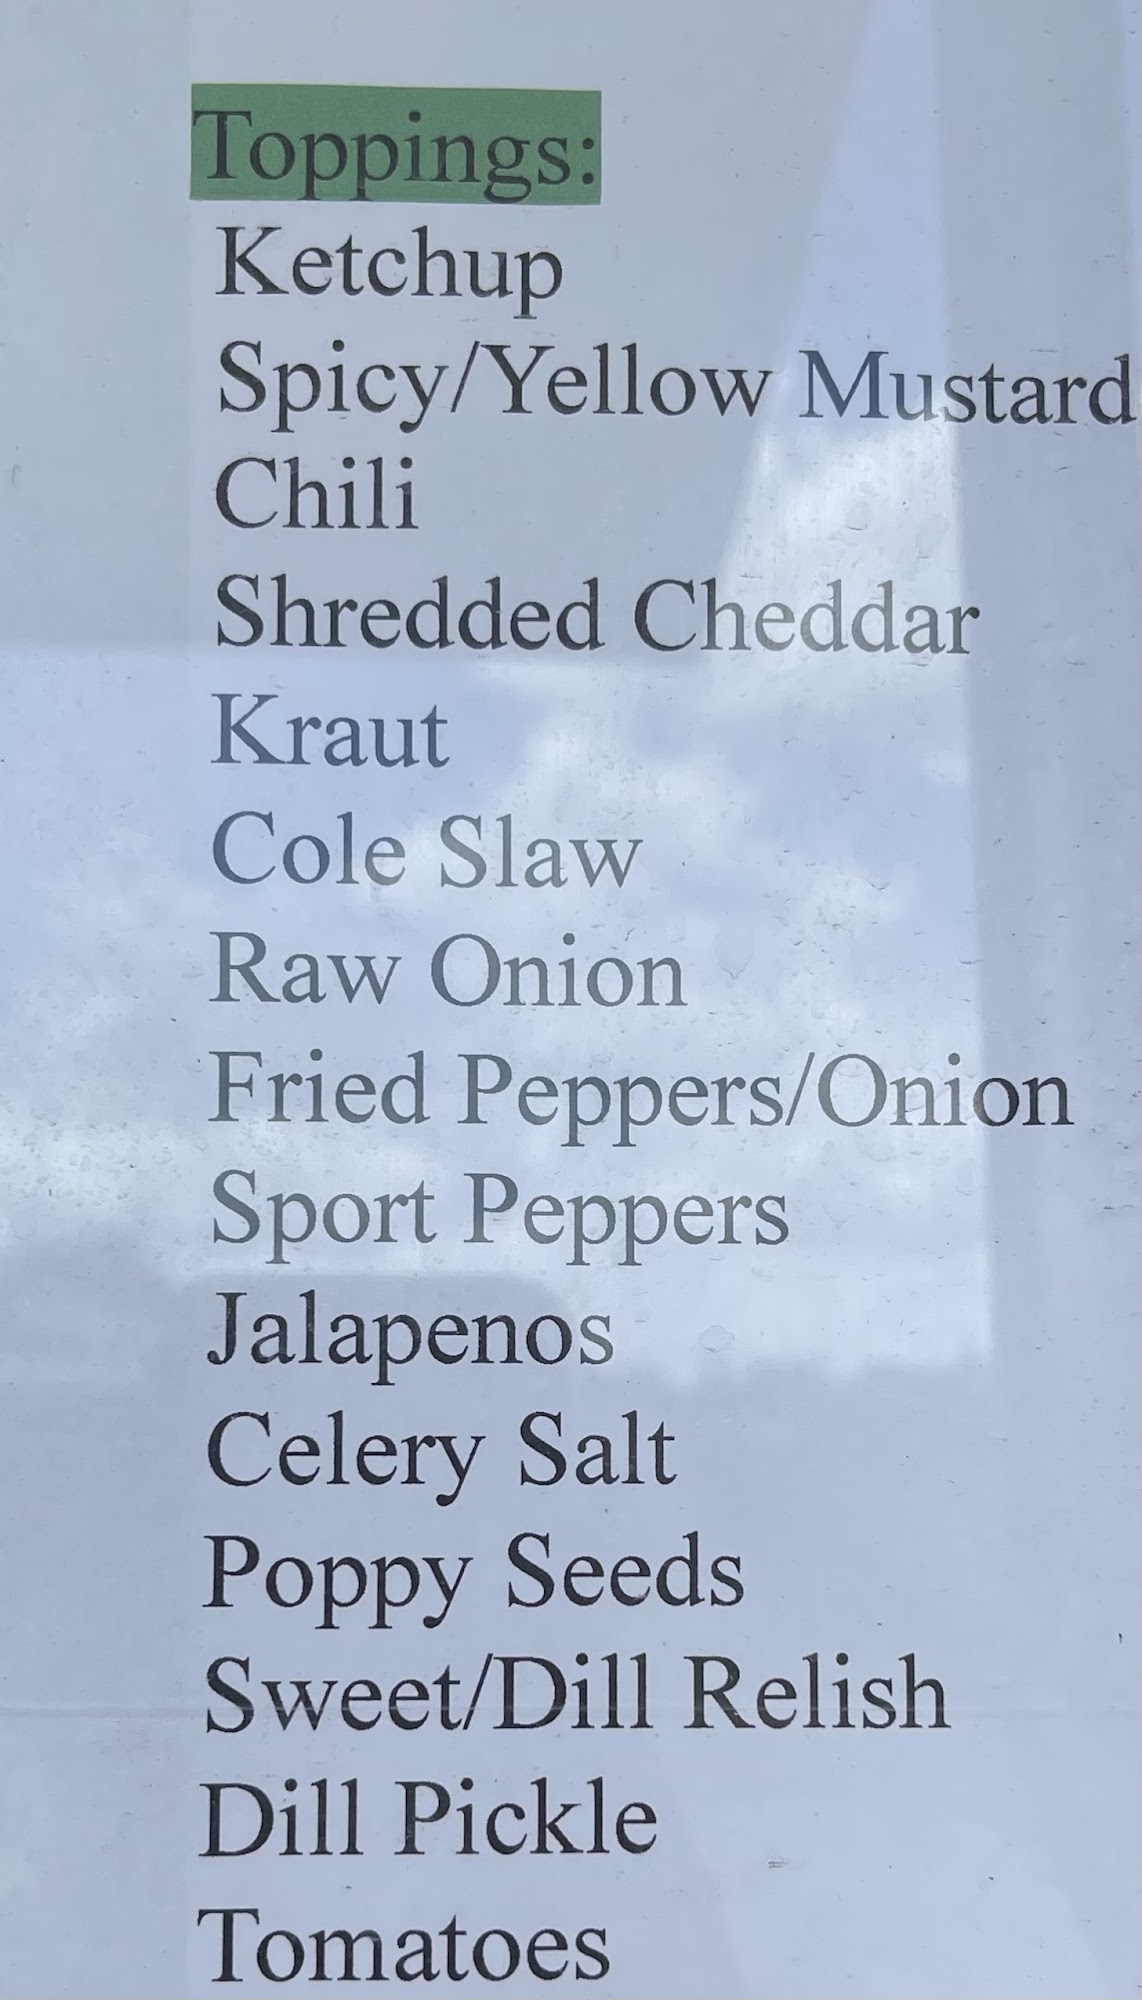 Toppings:
Ketchup
Spicy/Yellow Mustard
Chili
Shredded Cheddar
Kraut
Cole Slaw
Raw Onion
Fried Peppers/Onion
Sport Peppers
Jalapenos
Celery Salt
Poppy Seeds
Sweet/Dill Relish
Dill Pickle
Tomatoes